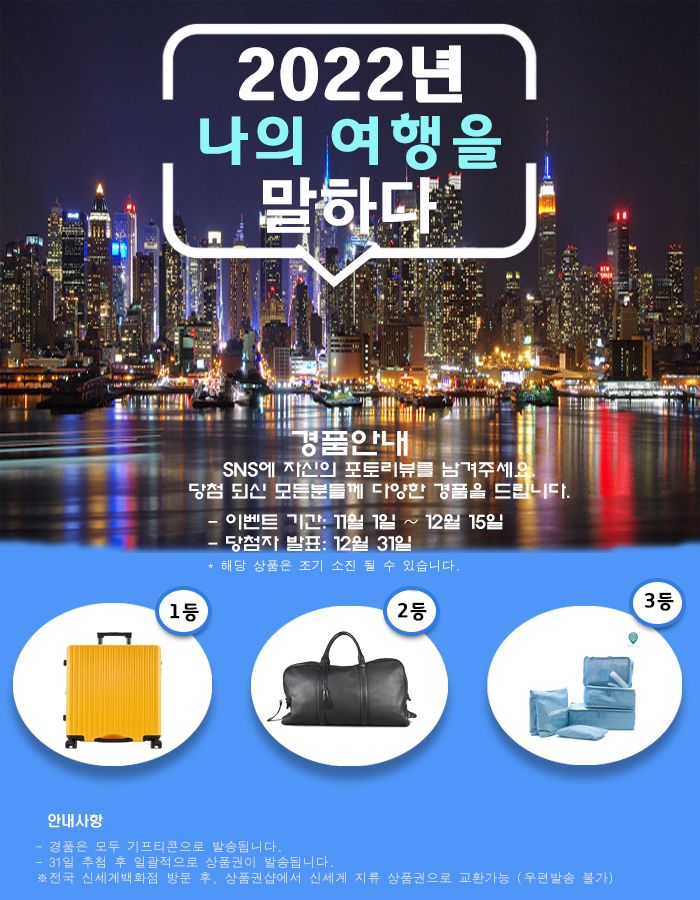 2022년
나의 여행을
말하다
경품안내
SNS에 자신의 포토리뷰를 남겨주세요.
당첨 되신 모든분들께 다양한 경품을 드립니다.
- 이벤트 기간: 11월 1일 ~ 12월 15일
- 당첨자 발표: 12월 31일
* 해당 상품은 조기 소진 될 수 있습니다.
1등
2등
3등
안내사항
- 경품은 모두 기프티콘으로 발송됩니다.
- 31일 추첨 후 일괄적으로 상품권이 발송됩니다.
※전국 신세계백화점 방문 후, 상품권샵에서 신세계 지류 상품권으로 교환가능 (우편발송 불가)